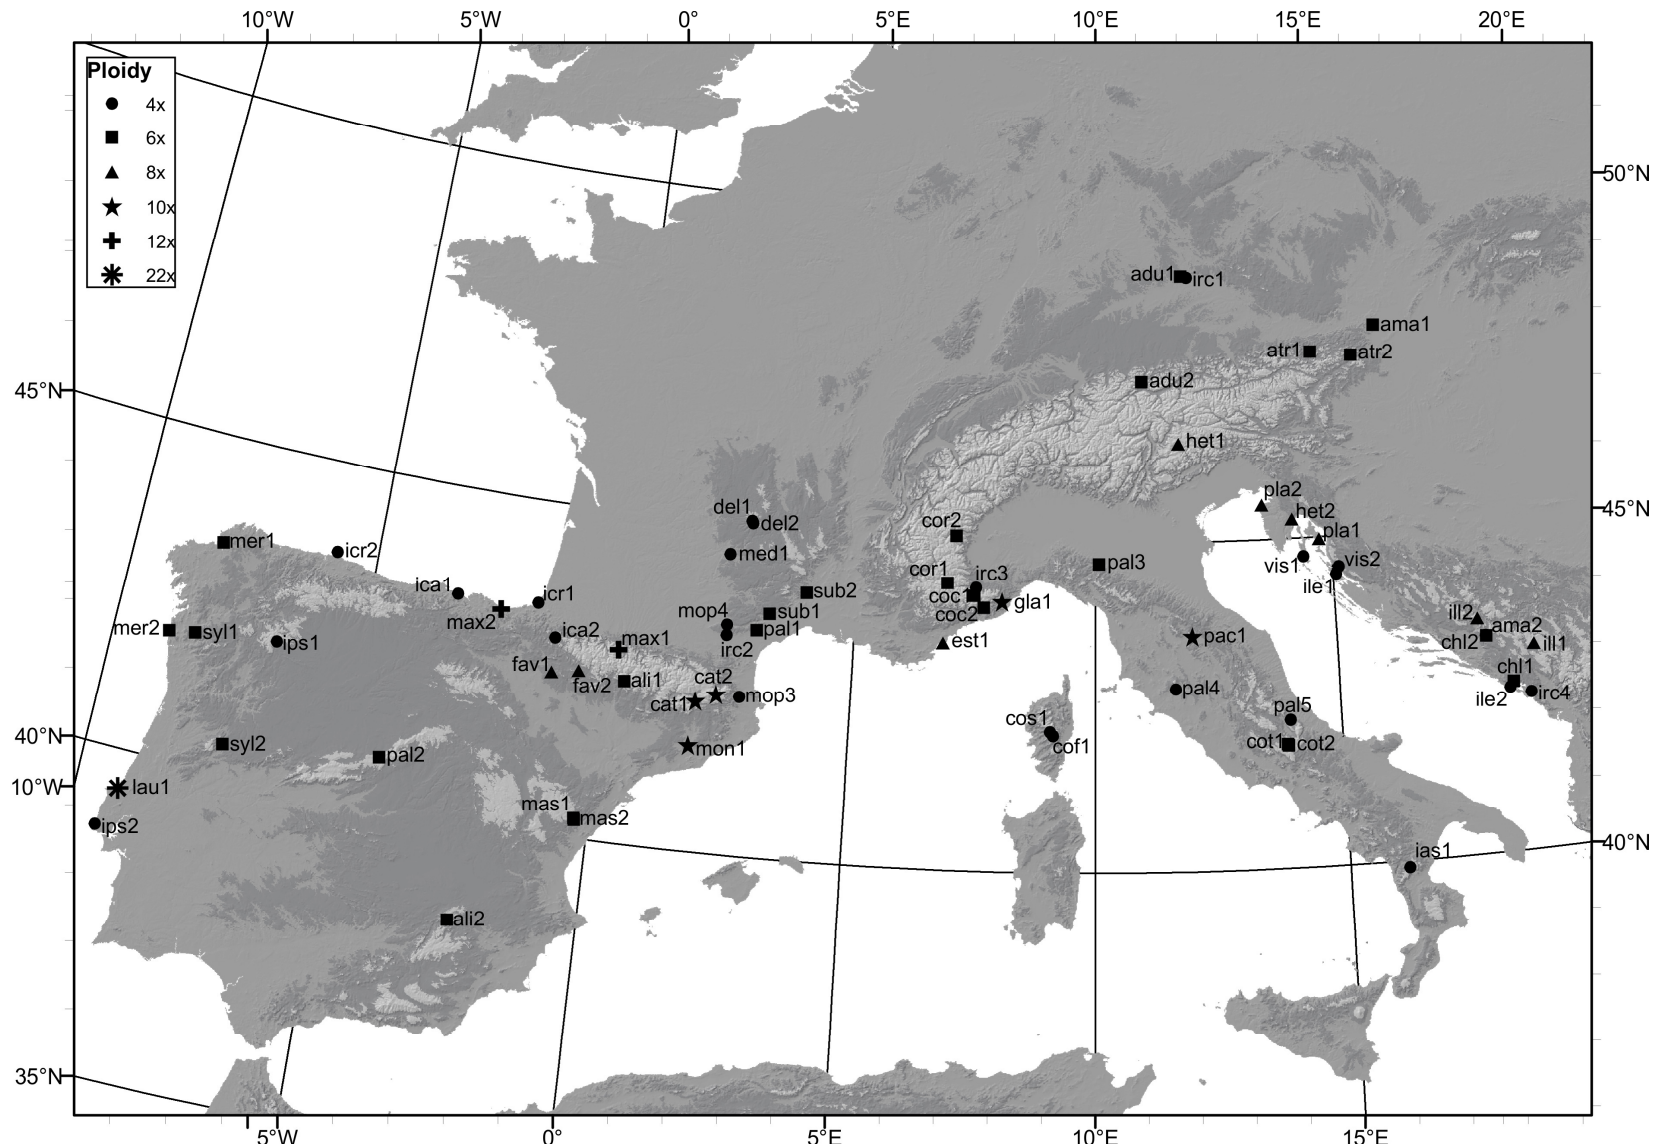 10°W 5°W 0° 5°E 10°E 15°E 20°E
Ploidy
4x
6x
8x
10x
12x
22x
50°N
adu1 irc1
ama1
atr1 atr2
adu2
45°N
het1
pla2
del1 del2
cor2
het2
45°N
pla1
mer1
icr2
med1
pal3
vis1 vis2
cor1
irc3
ile1
ica1
icr1
sub2
coc1
gla1
max2
mop4
sub1
coc2
ill2
mer2 syl1
ips1
ica2
max1
pal1
est1
pac1
ama2
irc2
chl2
ill1
fav1
fav2
ali1
cat2
chl1
cat1
mop3
pal4
ile2 irc4
pal5
cos1
40°N
syl2
mon1
cof1
cot1 cot2
pal2
10°W
lau1
mas1
mas2
ips2
40°N
ias1
ali2
35°N
5°W 0° 5°E 10°E 15°E